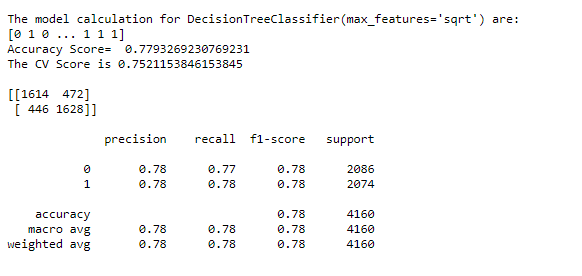 The model calculation for DecisionTreeClassifier(max_features='sqrt') are:
[0 1 0 ... 1 1 1]
Accuracy Score=  0.7793269230769231
The CV Score is 0.7521153846153845
[[1614  472]
 [ 446 1628]]
precision    recall  f1-score   support
0       0.78      0.77      0.78      2086
1       0.78      0.78      0.78      2074
accuracy                           0.78      4160
macro avg       0.78      0.78      0.78      4160
weighted avg       0.78      0.78      0.78      4160